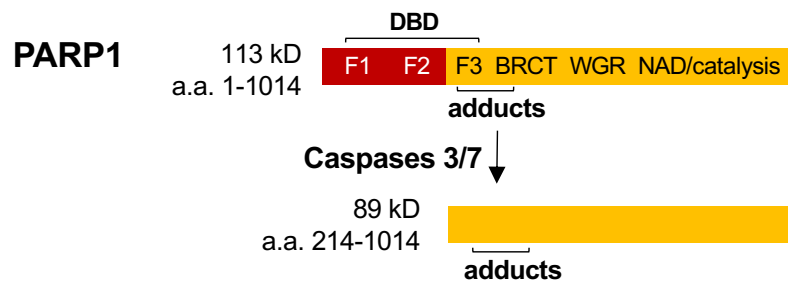 DBD
PARP1
113 kD
a.a. 1-1014
F1 F2 F3 BRCT WGR NAD/catalysis
adducts
Caspases 3/7
89 kD
a.a. 214-1014
adducts